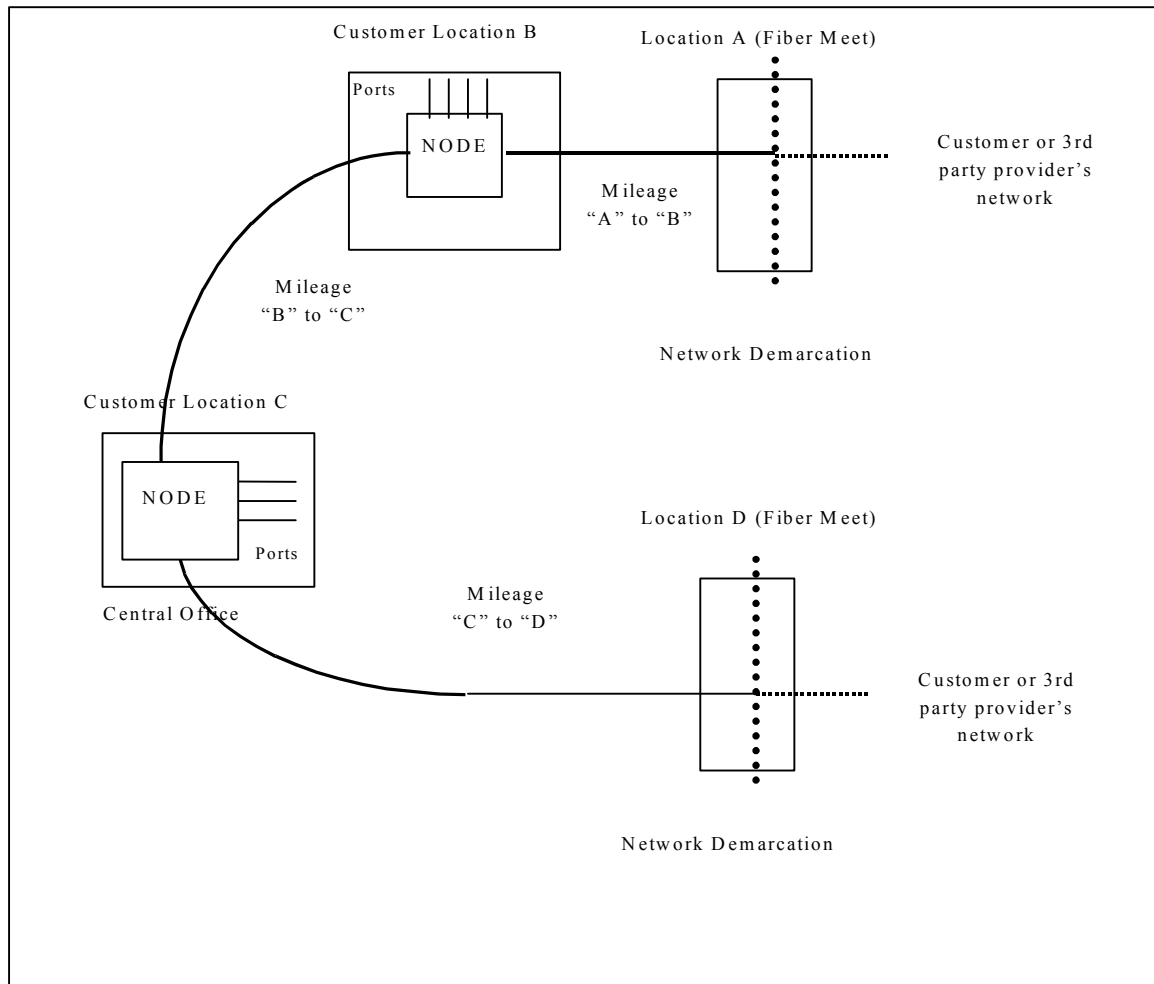 Customer Location B
Location A (Fiber Meet)
Ports
NODE
Customer or 3rd
party provider's
network
Mileage
“A” to “B”
Mileage
“B” to “C”
Network Demarcation
Customer Location C
NODE
Ports
Central Office
Location D (Fiber Meet)
Mileage
“C” to “D”
Customer or 3rd
party provider's
network
Network Demarcation